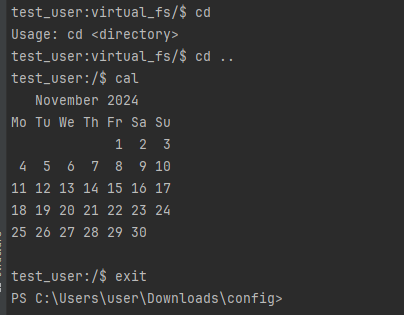 test_user:virtual_fs/$ cd
Usage: cd <directory>
test_user:virtual_fs/$ cd ..
test_user:/$ cal
   November 2024
Mo Tu We Th Fr Sa Su
             1  2  3
 4  5  6  7  8  9 10
11 12 13 14 15 16 17
18 19 20 21 22 23 24
25 26 27 28 29 30
test_user:/$ exit
PS C:\Users\user\Downloads\config>